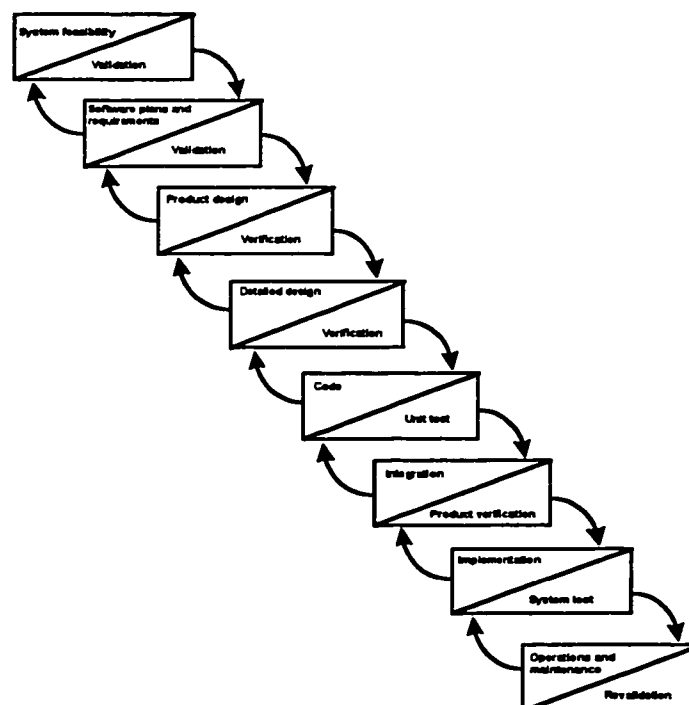 System feasibility
Validation
Software plans and
requirements
Validation
Product design
Verification
Detailed design
Verification
Code
Unit test
Integration
Product verification
Implementation
System test
Operations and
maintenance
Revalidation